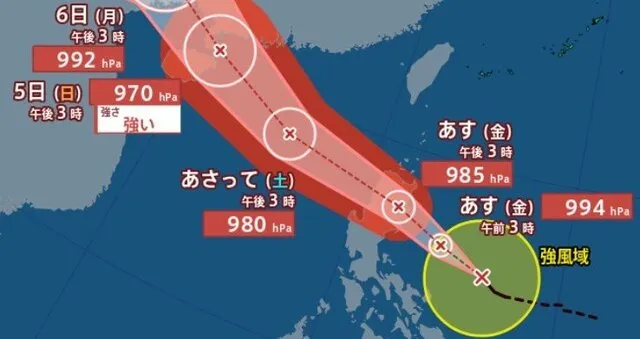 6日 (月)
午後 3 時
992 hPa
5日 (日)
午後 3 時
970 hPa
強さ
強い
あさって (土)
午後 3 時
980 hPa
あす (金)
午後 3 時
985 hPa
あす (金)
午前 3 時
994 hPa
強風域